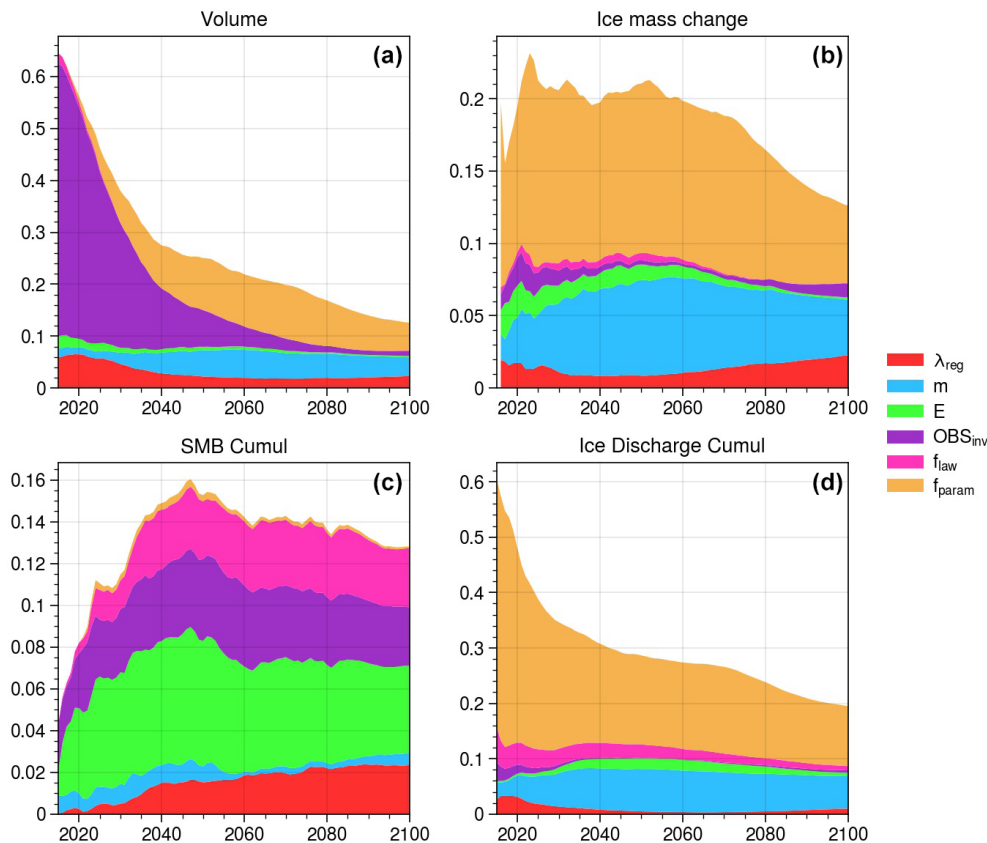 Volume
(a)
0.6
0.5
0.4
0.3
0.2
0.1
0
2020 2040 2060 2080 2100
Ice mass change
(b)
0.2
0.15
0.1
0.05
0
2020 2040 2060 2080 2100
λreg
m
E
OBSinv
flaw
fparam
SMB Cumul
(c)
0.16
0.14
0.12
0.1
0.08
0.06
0.04
0.02
0
2020 2040 2060 2080 2100
Ice Discharge Cumul
(d)
0.6
0.5
0.4
0.3
0.2
0.1
0
2020 2040 2060 2080 2100